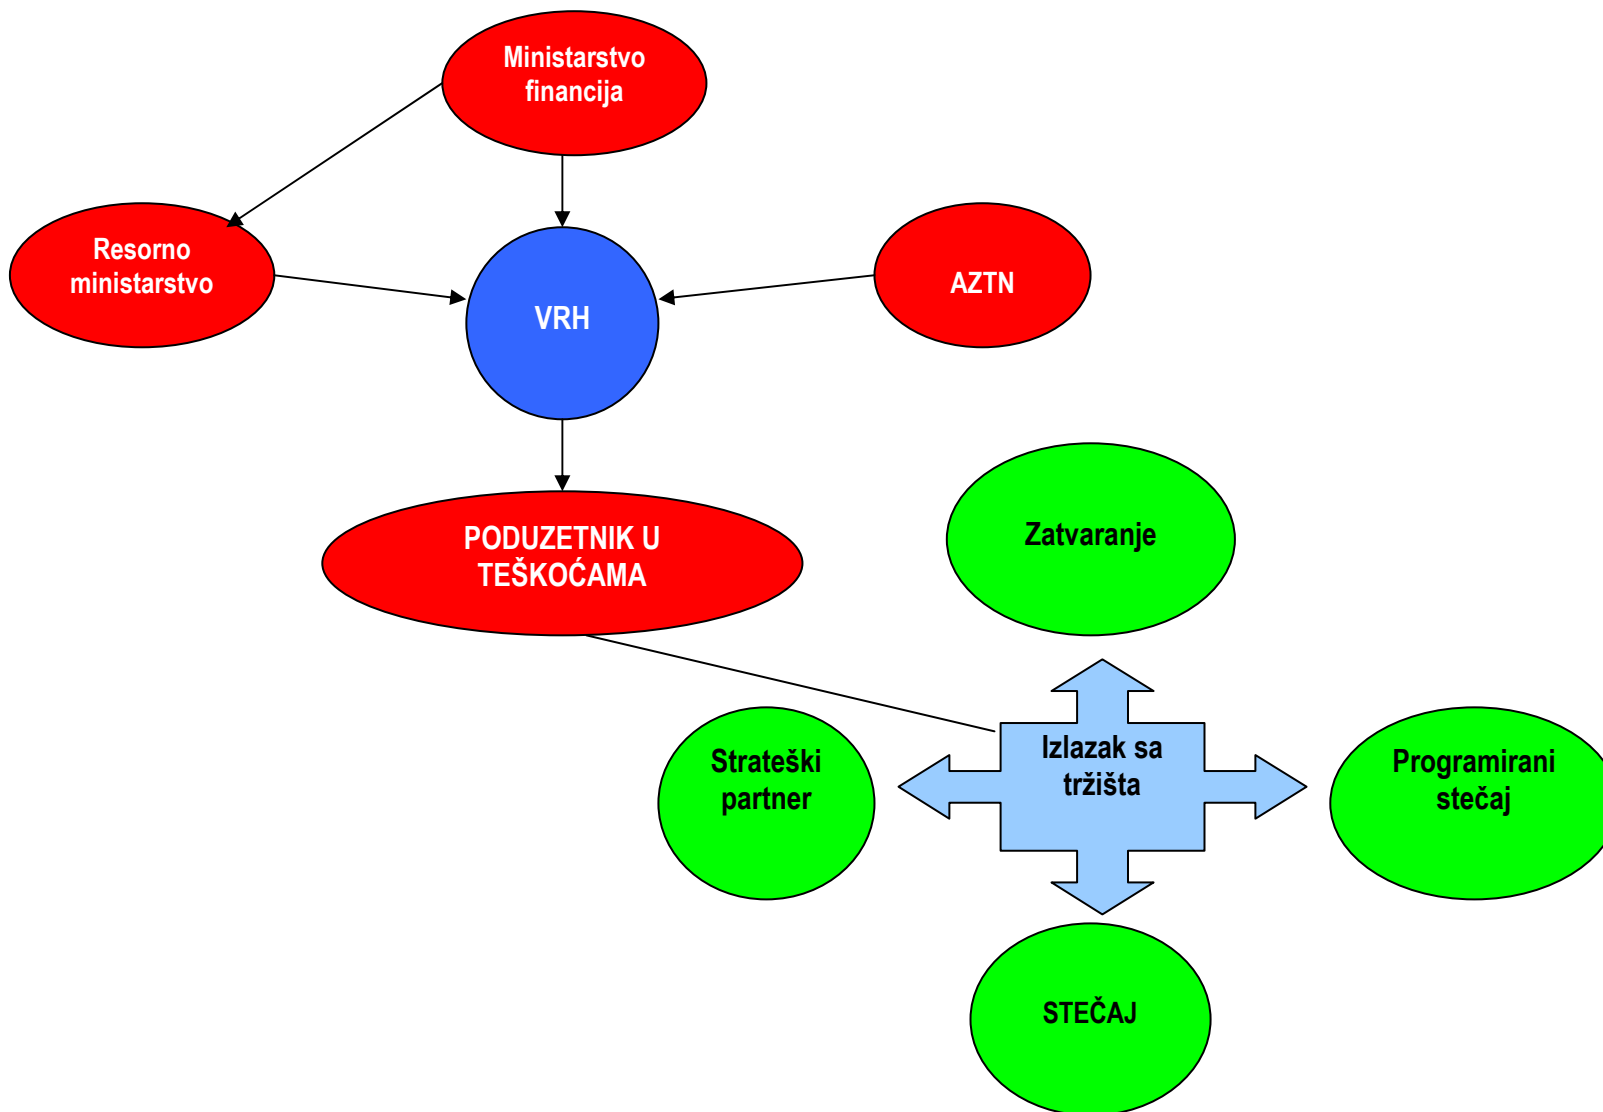 Ministarstvo
financija
Resorno
ministarstvo
AZTN
VRH
PODUZETNIK U
TEŠKOĆAMA
Zatvaranje
Izlazak sa
tržišta
Strateški
partner
Programirani
stečaj
STEČAJ